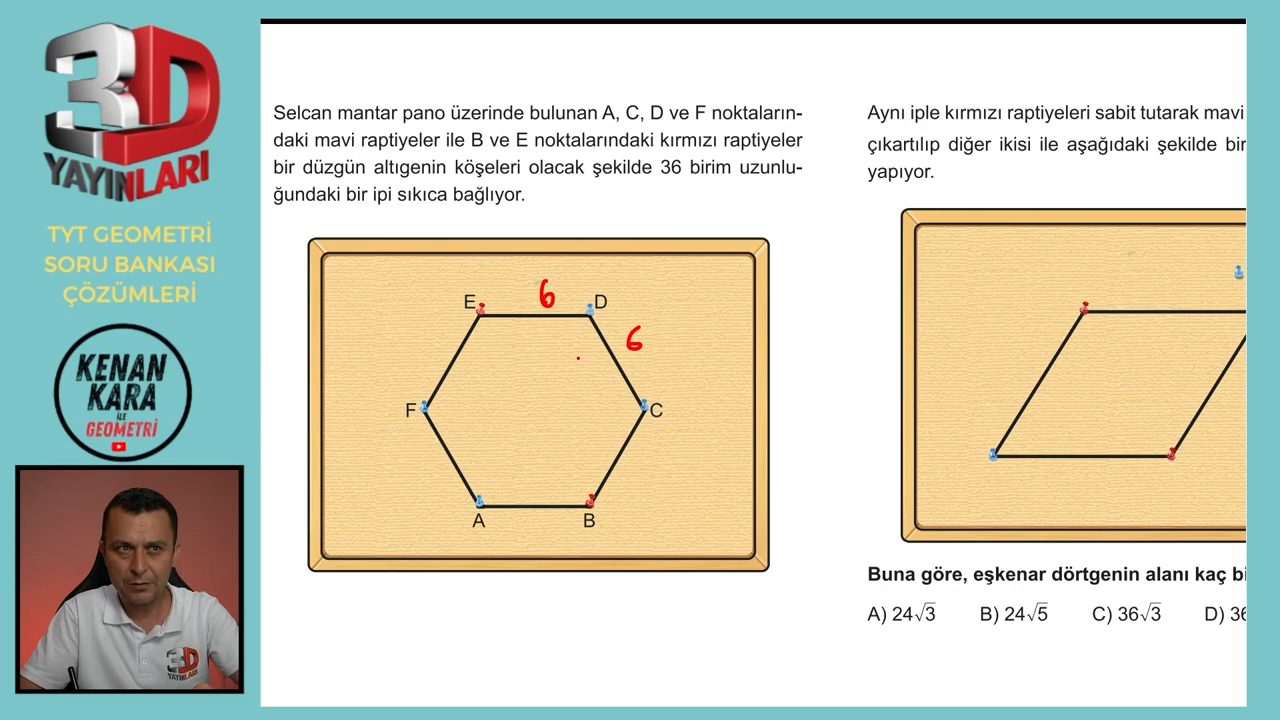 3D
YAYINLARI
TYT GEOMETRİ
SORU BANKASI
ÇÖZÜMLERİ
KENAN
KARA
İLE
GEOMETRİ
3D
YAYINLARI
Selcan mantar pano üzerinde bulunan A, C, D ve F noktaların-
daki mavi raptiyeler ile B ve E noktalarındaki kırmızı raptiyeler
bir düzgün altıgenin köşeleri olacak şekilde 36 birim uzunlu-
ğundaki bir ipi sıkıca bağlıyor.
E 6 D
6
F C
A B
Aynı iple kırmızı raptiyeleri sabit tutarak mavi
çıkartılıp diğer ikisi ile aşağıdaki şekilde bir
yapıyor.
Buna göre, eşkenar dörtgenin alanı kaç bi
A) 24√3 B) 24√5 C) 36√3 D) 36